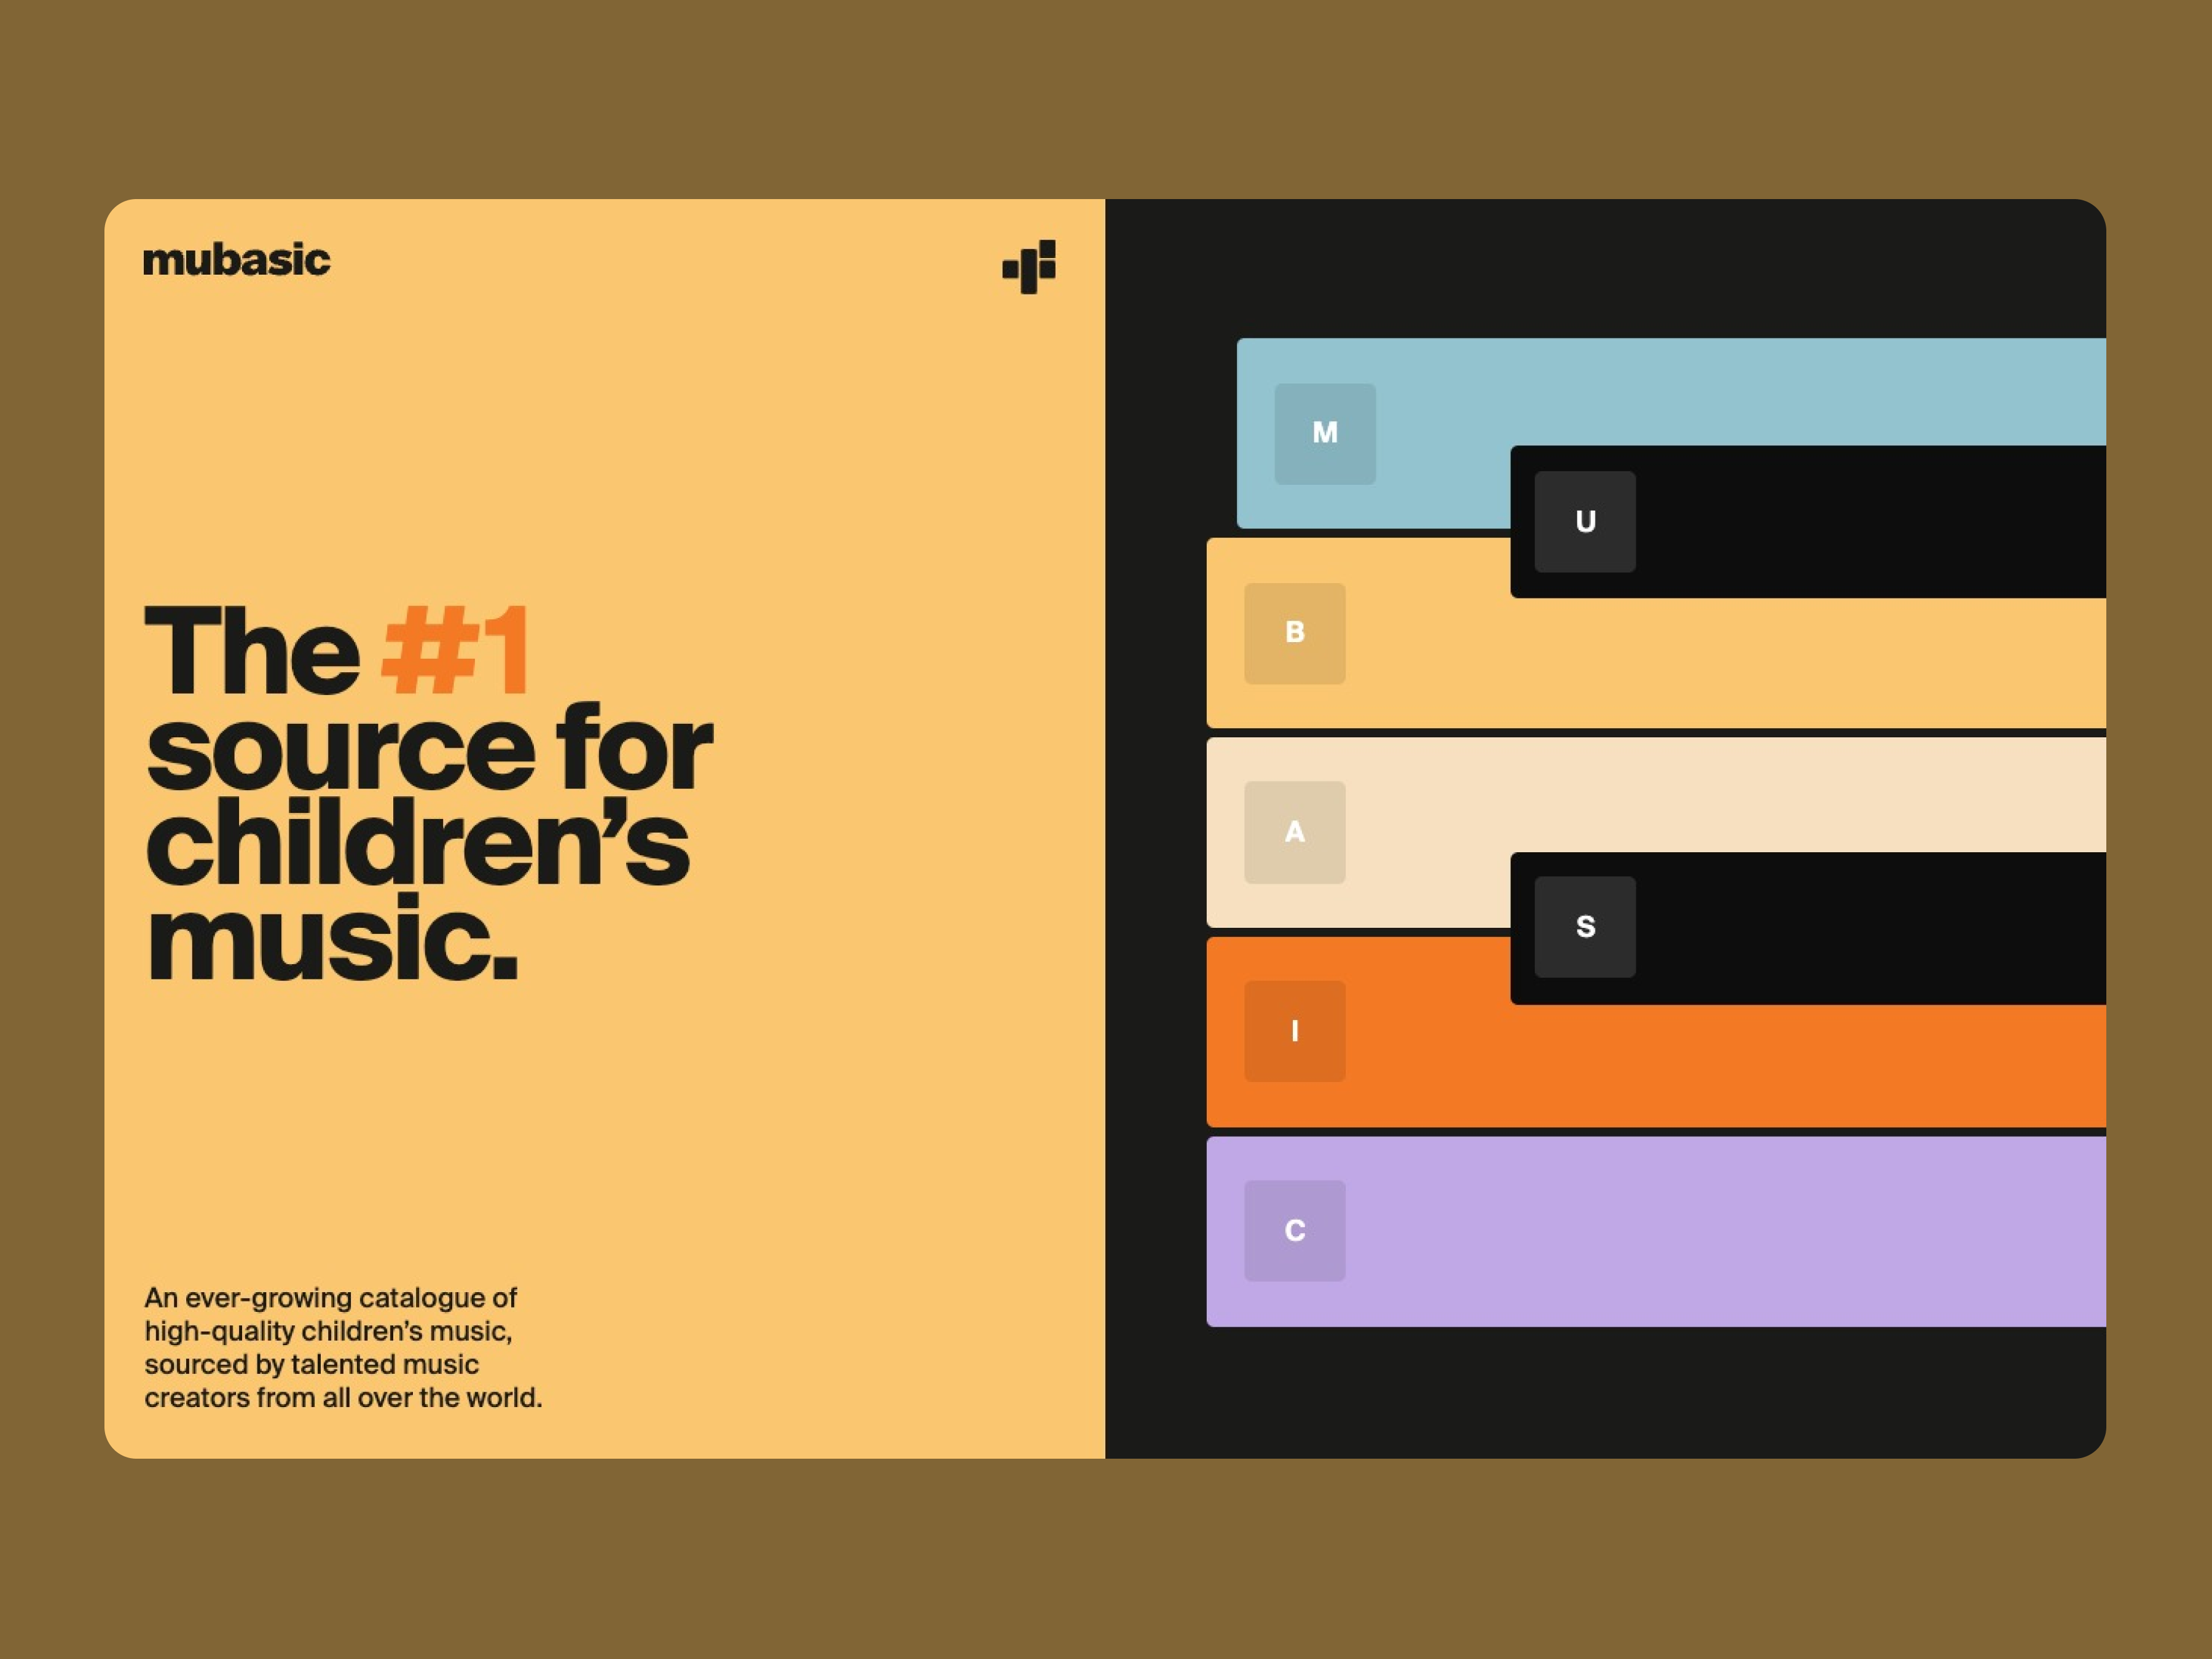 mubasic
The #1
source for
children’s
music.
An ever-growing catalogue of
high-quality children’s music,
sourced by talented music
creators from all over the world.
M
U
B
A
S
I
C